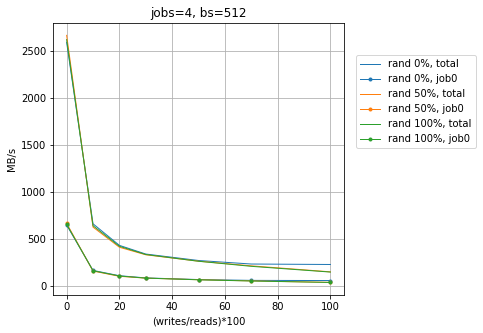 jobs=4, bs=512
MB/s
2500
2000
1500
1000
500
0
0
20
40
60
80
100
(writes/reads)*100
rand 0%, total
rand 0%, job0
rand 50%, total
rand 50%, job0
rand 100%, total
rand 100%, job0